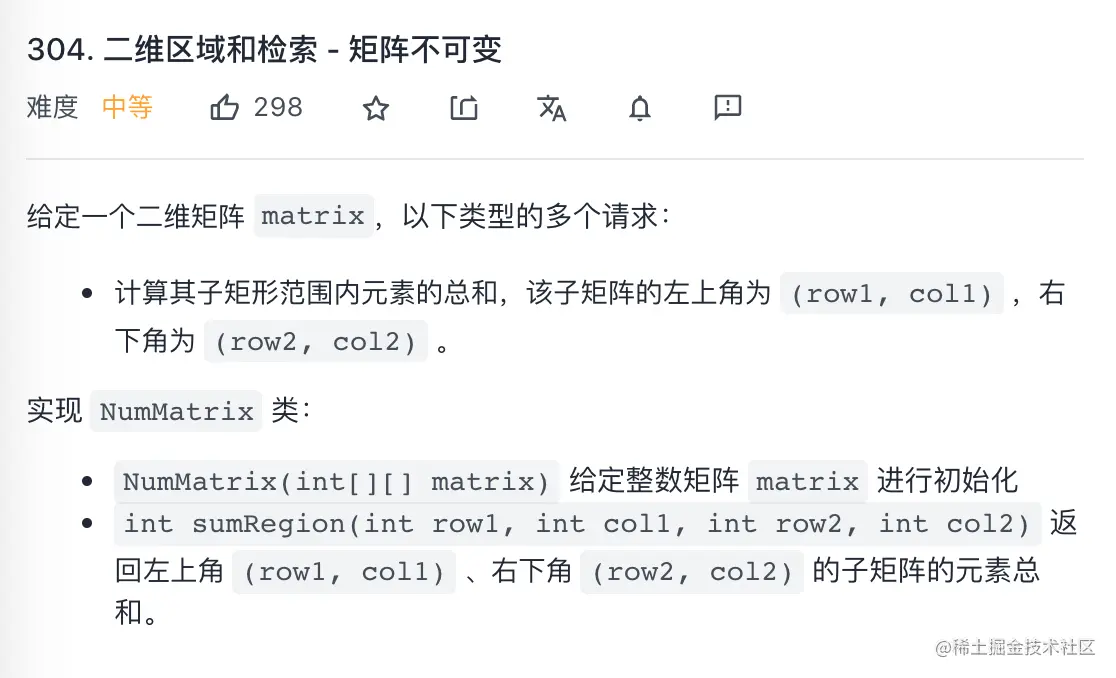 304. 二维区域和检索 - 矩阵不可变
难度 中等 298
给定一个二维矩阵 matrix，以下类型的多个请求：
• 计算其子矩形范围内元素的总和，该子矩阵的左上角为 (row1, col1) ，右
下角为 (row2, col2) 。
实现 NumMatrix 类：
• NumMatrix(int[][] matrix) 给定整数矩阵 matrix 进行初始化
• int sumRegion(int row1, int col1, int row2, int col2) 返
回左上角 (row1, col1) 、右下角 (row2, col2) 的子矩阵的元素总
和。
@稀土掘金技术社区